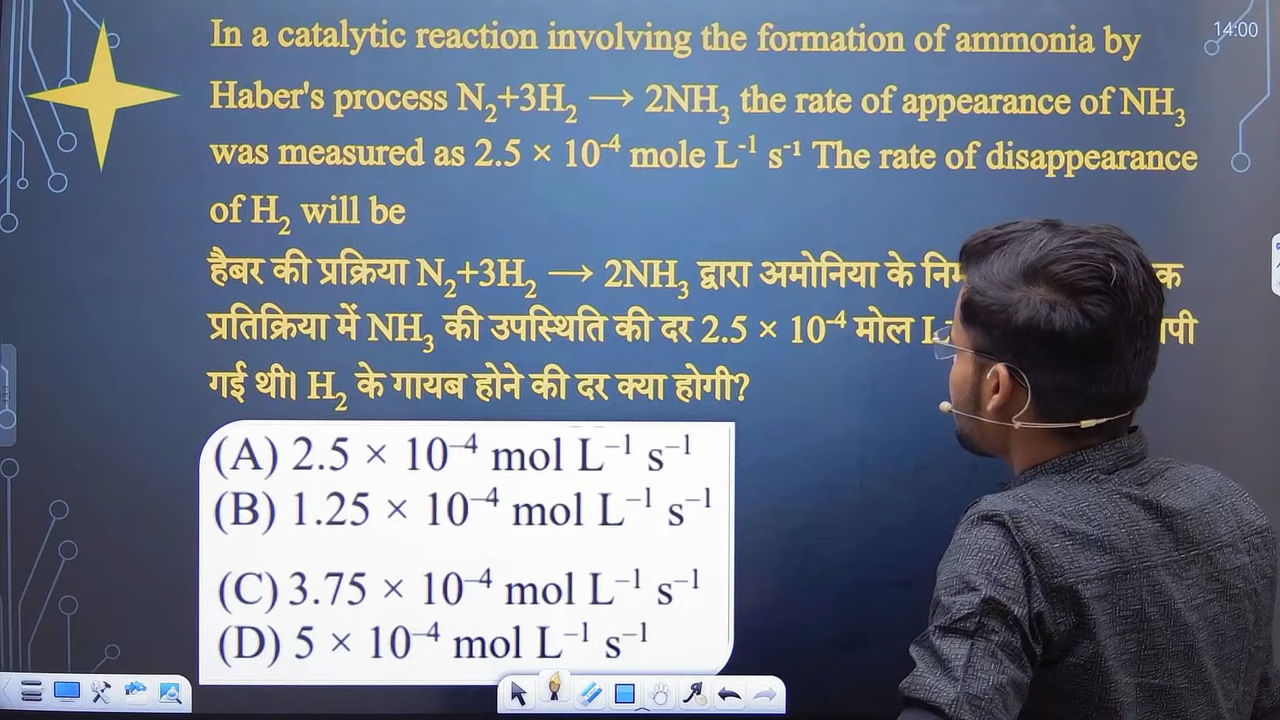 14:00
In a catalytic reaction involving the formation of ammonia by
Haber's process N₂+3H₂ → 2NH₃ the rate of appearance of NH₃
was measured as 2.5 × 10⁻⁴ mole L⁻¹ s⁻¹ The rate of disappearance
of H₂ will be
हैबर की प्रक्रिया N₂+3H₂ → 2NH₃ द्वारा अमोनिया के
प्रतिक्रिया में NH₃ की उपस्थिति की दर 2.5 × 10⁻⁴ मोल
गई थी। H₂ के गायब होने की दर क्या होगी?
(A) 2.5 × 10⁻⁴ mol L⁻¹ s⁻¹
(B) 1.25 × 10⁻⁴ mol L⁻¹ s⁻¹
(C) 3.75 × 10⁻⁴ mol L⁻¹ s⁻¹
(D) 5 × 10⁻⁴ mol L⁻¹ s⁻¹